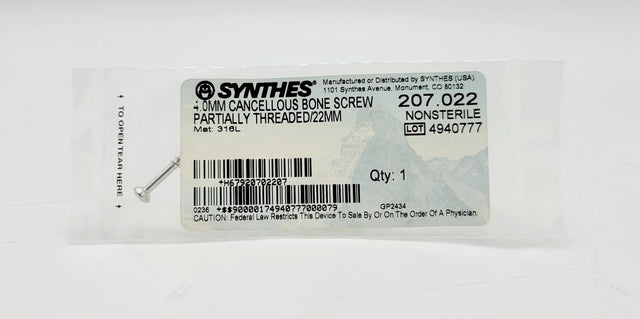 TO OPEN TEAR HERE
SYNTHES®
Manufactured or Distributed by SYNTHES (USA)
1101 Synthes Avenue, Monument, CO 80132
4.0MM CANCELLOUS BONE SCREW
PARTIALLY THREADED/22MM
Mat: 316L
207.022
NONSTERILE
LOT 4940777
+H67920702207
Qty: 1
0236 +$$90000174940777000079
GP2434
CAUTION: Federal Law Restricts This Device To Sale By Or On The Order Of A Physician.